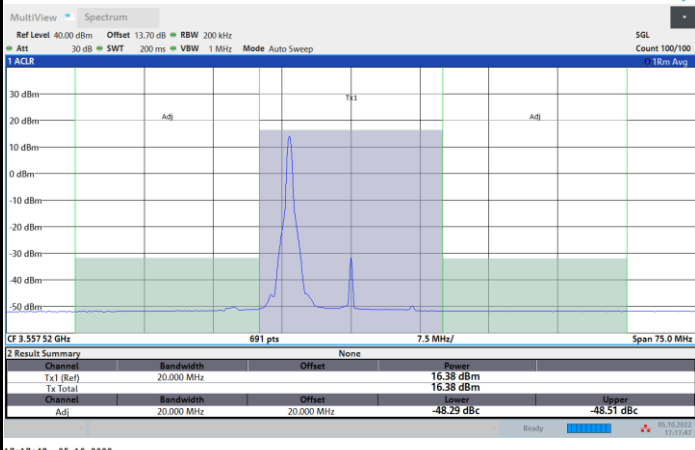 MultiView Spectrum
Ref Level 40.00 dBm Offset 13.70 dB RBW 200 kHz SGL
Att 30 dB SWT 200 ms VBW 1 MHz Mode Auto Sweep Count 100/100
1 ACLR 1Rm Avg
30 dBm
Tx1
20 dBm
Adj Adj
10 dBm
0 dBm
-10 dBm
-20 dBm
-30 dBm
-40 dBm
-50 dBm
CF 3.557 52 GHz 691 pts 7.5 MHz/ Span 75.0 MHz
2 Result Summary None
Channel Bandwidth Offset Power
Tx1 (Ref) 20.000 MHz 16.38 dBm
Tx Total 16.38 dBm
Channel Bandwidth Offset Lower Upper
Adj 20.000 MHz 20.000 MHz -48.29 dBc -48.51 dBc
Ready 05.10.2022
17:17:47